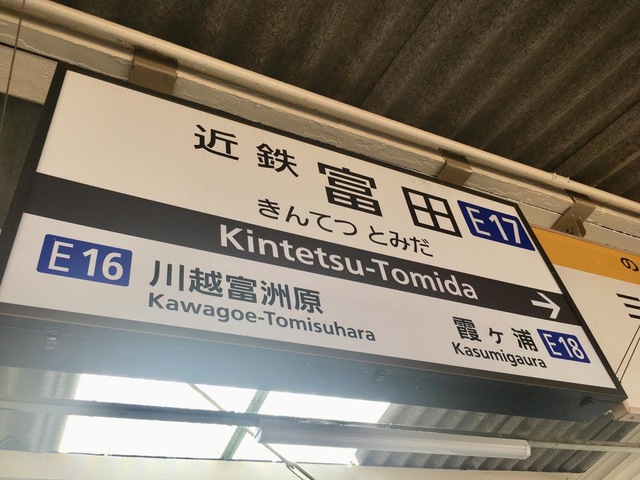 近鉄富田 E17
きんてつ とみだ
Kintetsu-Tomida
E16 川越富洲原
Kawagoe-Tomisuhara
霞ヶ浦 E18
Kasumigaura
の